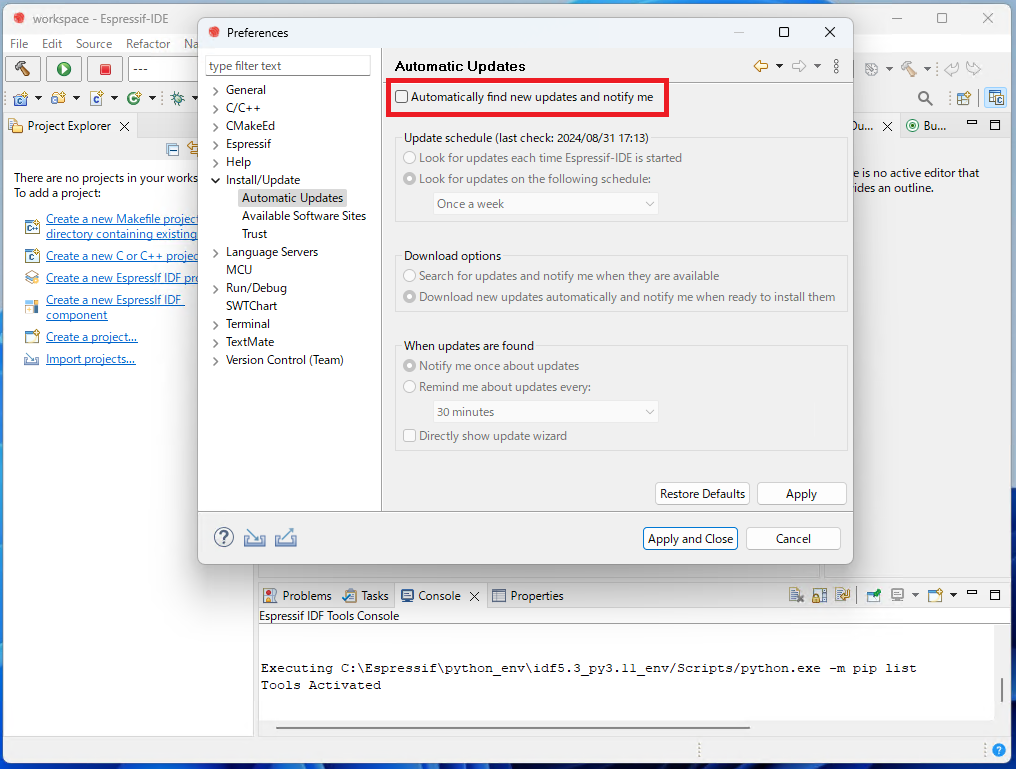 workspace - Espressif-IDE
File Edit Source Refactor Na
---
Project Explorer
There are no projects in your works
To add a project:
Create a new Makefile project
directory containing existing
Create a new C or C++ projec
Create a new EspressIf IDF pro
Create a new EspressIf IDF
component
Create a project...
Import projects...
Preferences
type filter text
General
C/C++
CMakeEd
Espressif
Help
Install/Update
Automatic Updates
Available Software Sites
Trust
Language Servers
MCU
Run/Debug
SWTChart
Terminal
TextMate
Version Control (Team)
Automatic Updates
Automatically find new updates and notify me
Update schedule (last check: 2024/08/31 17:13)
Look for updates each time Espressif-IDE is started
Look for updates on the following schedule:
Once a week
Download options
Search for updates and notify me when they are available
Download new updates automatically and notify me when ready to install them
When updates are found
Notify me once about updates
Remind me about updates every:
30 minutes
Directly show update wizard
Restore Defaults Apply
Apply and Close Cancel
Ou... Bu...
e is no active editor that
ides an outline.
Problems Tasks Console Properties
Espressif IDF Tools Console
Executing C:\Espressif\python_env\idf5.3_py3.11_env/Scripts/python.exe -m pip list
Tools Activated